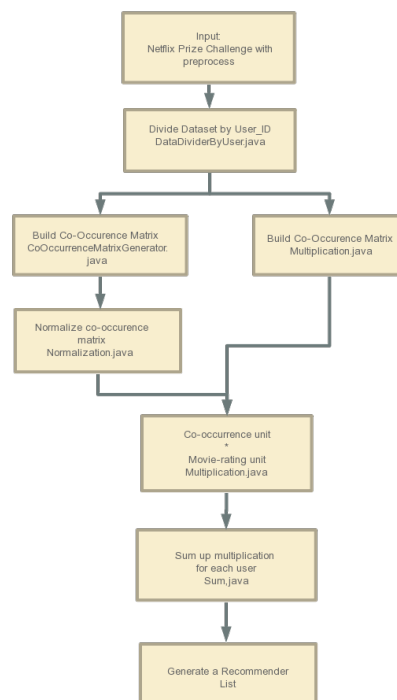 Input:
Netflix Prize Challenge with
preprocess
Divide Dataset by User_ID
DataDividerByUser.java
Build Co-Occurence Matrix
CoOccurrenceMatrixGenerator.
java
Build Co-Occurence Matrix
Multiplication.java
Normalize co-occurence
matrix
Normalization.java
Co-occurrence unit
*
Movie-rating unit
Multiplication.java
Sum up multiplication
for each user
Sum,java
Generate a Recommender
List